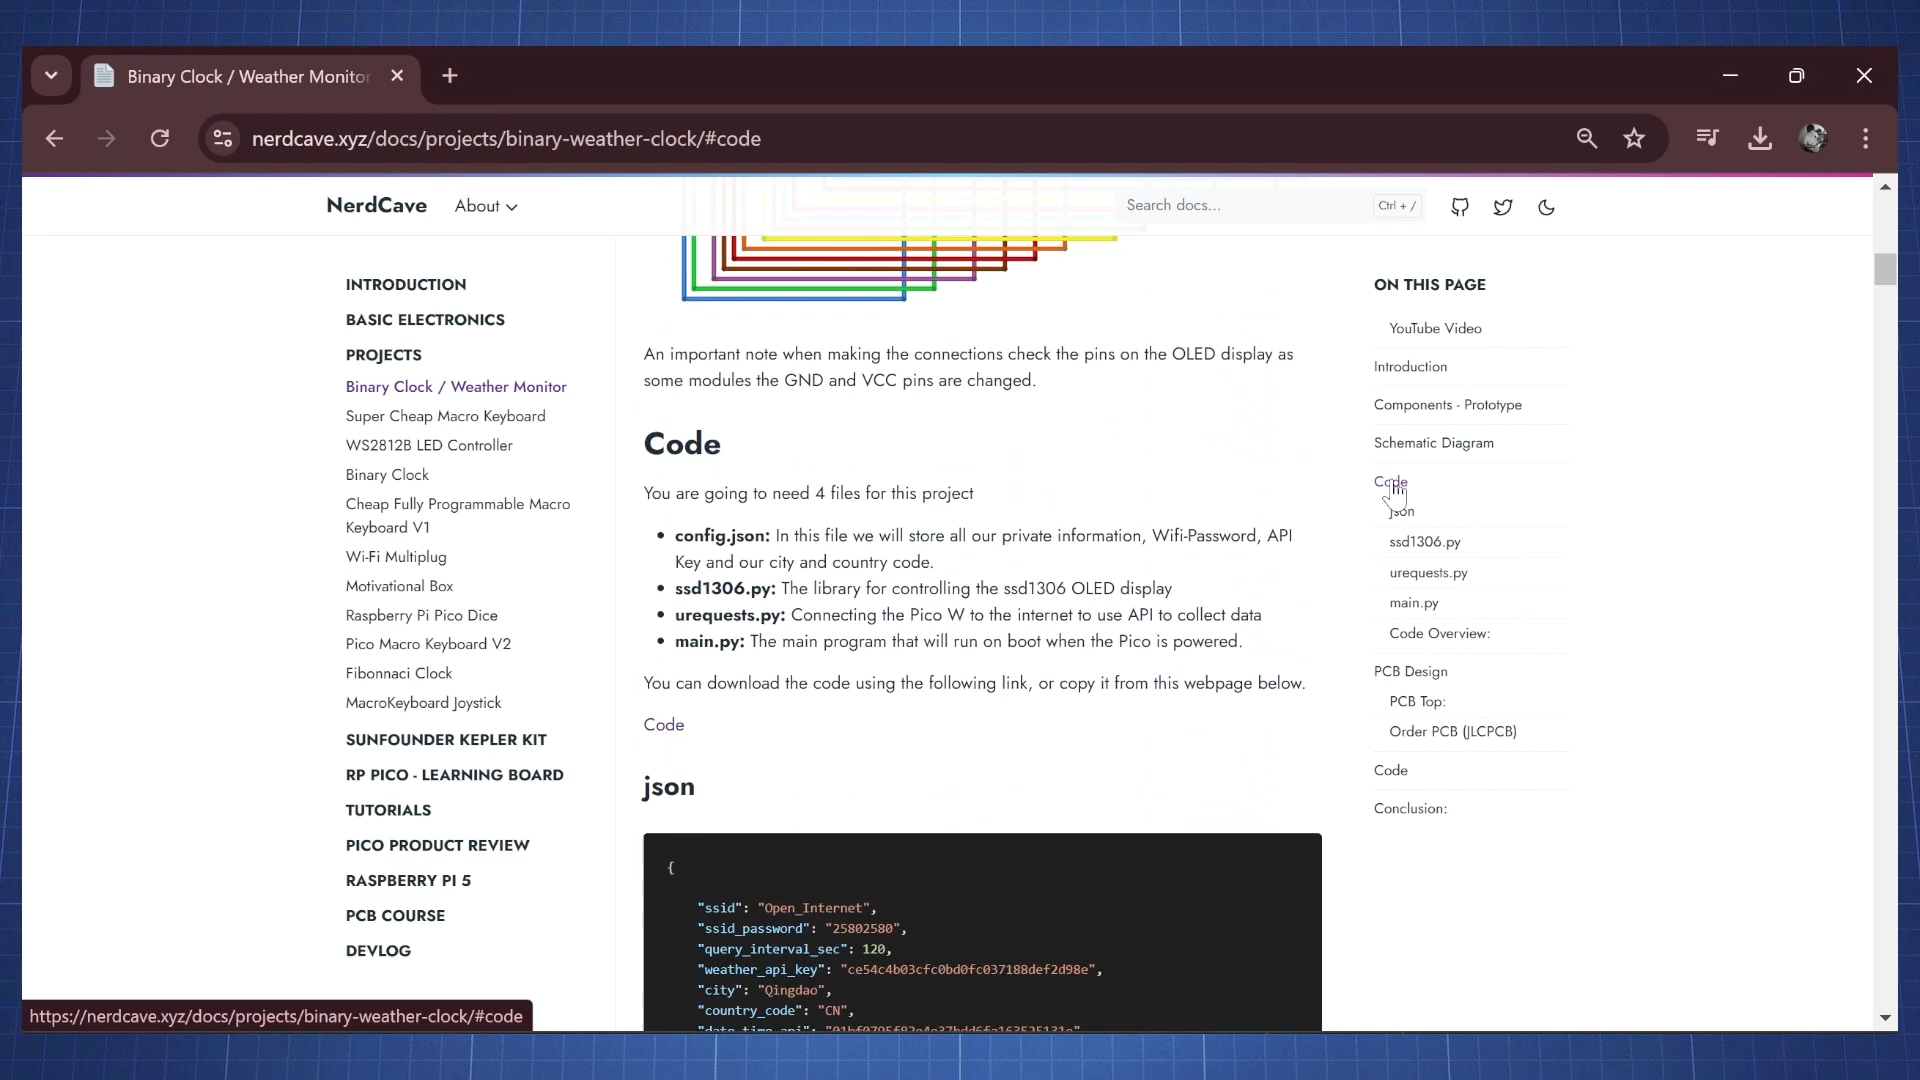 Binary Clock / Weather Monitor
nerdcave.xyz/docs/projects/binary-weather-clock/#code
NerdCave
About
Search docs...
Ctrl + /
INTRODUCTION
BASIC ELECTRONICS
PROJECTS
Binary Clock / Weather Monitor
Super Cheap Macro Keyboard
WS2812B LED Controller
Binary Clock
Cheap Fully Programmable Macro
Keyboard V1
Wi-Fi Multiplug
Motivational Box
Raspberry Pi Pico Dice
Pico Macro Keyboard V2
Fibonnaci Clock
MacroKeyboard Joystick
SUNFOUNDER KEPLER KIT
RP PICO - LEARNING BOARD
TUTORIALS
PICO PRODUCT REVIEW
RASPBERRY PI 5
PCB COURSE
DEVLOG
An important note when making the connections check the pins on the OLED display as
some modules the GND and VCC pins are changed.
Code
You are going to need 4 files for this project
config.json: In this file we will store all our private information, Wifi-Password, API
Key and our city and country code.
ssd1306.py: The library for controlling the ssd1306 OLED display
urequests.py: Connecting the Pico W to the internet to use API to collect data
main.py: The main program that will run on boot when the Pico is powered.
You can download the code using the following link, or copy it from this webpage below.
Code
json
{
"ssid": "Open_Internet",
"ssid_password": "25802580",
"query_interval_sec": 120,
"weather_api_key": "ce54c4b03cfc0bd0fc037188def2d98e",
"city": "Qingdao",
"country_code": "CN",
ON THIS PAGE
YouTube Video
Introduction
Components - Prototype
Schematic Diagram
Code
json
ssd1306.py
urequests.py
main.py
Code Overview:
PCB Design
PCB Top:
Order PCB (JLCPCB)
Code
Conclusion:
https://nerdcave.xyz/docs/projects/binary-weather-clock/#code